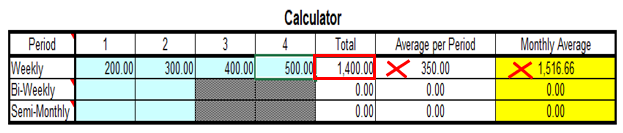 Calculator
Period 1 2 3 4 Total Average per Period Monthly Average
Weekly 200.00 300.00 400.00 500.00 1,400.00 350.00 1,516.66
Bi-Weekly 0.00 0.00 0.00
Semi-Monthly 0.00 0.00 0.00